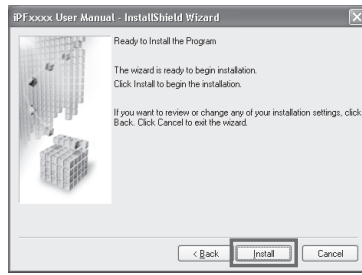 iPFxxxx User Manual - InstallShield Wizard
Ready to Install the Program
The wizard is ready to begin installation.
Click Install to begin the installation.
If you want to review or change any of your installation settings, click
Back. Click Cancel to exit the wizard.
< Back
Install
Cancel